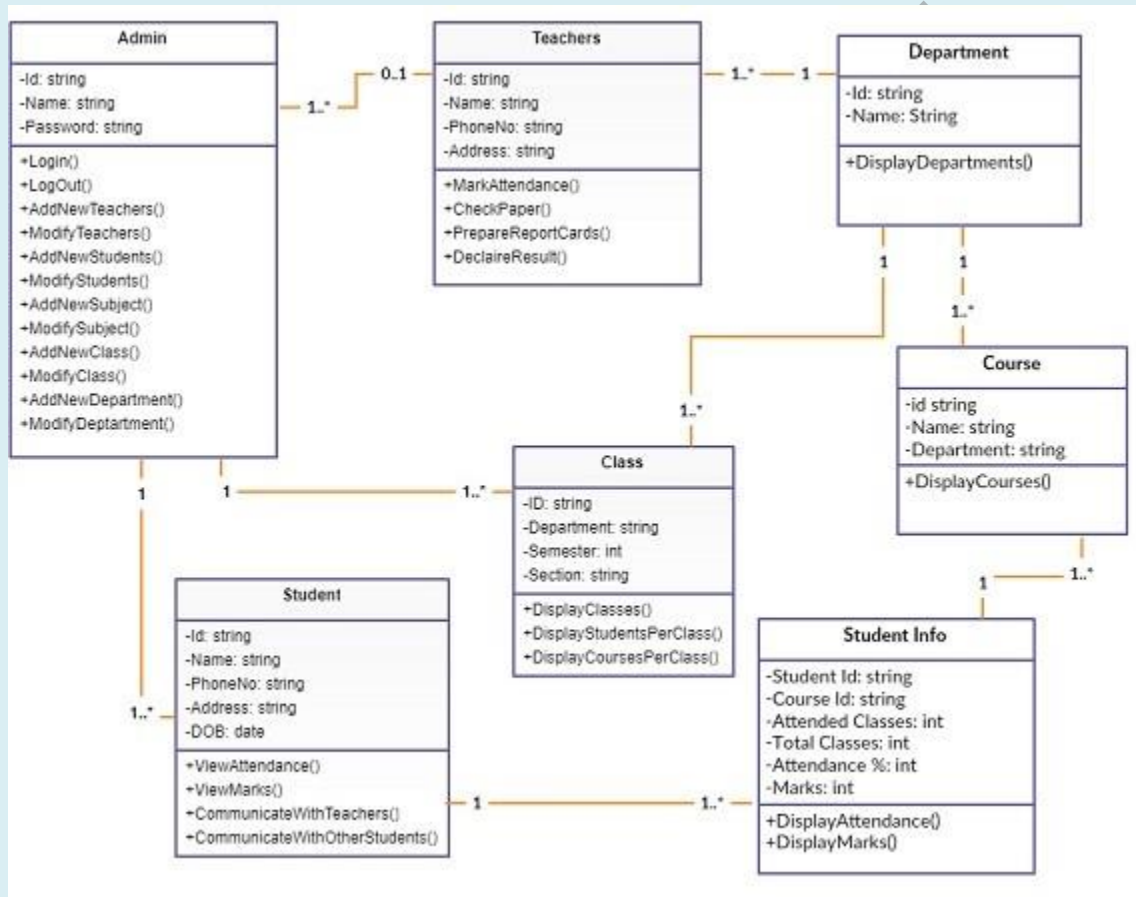 Admin
-Id: string
-Name: string
-Password: string
+Login()
+LogOut()
+AddNewTeachers()
+ModifyTeachers()
+AddNewStudents()
+ModifyStudents()
+AddNewSubject()
+ModifySubject()
+AddNewClass()
+ModifyClass()
+AddNewDepartment()
+ModifyDeptartment()
1..*
0..1
Teachers
-Id: string
-Name: string
-PhoneNo: string
-Address: string
+MarkAttendance()
+CheckPaper()
+PrepareReportCards()
+DeclaireResult()
1..*
1
Department
-Id: string
-Name: String
+DisplayDepartments()
1
1
1..*
1..*
Course
-id string
-Name: string
-Department: string
+DisplayCourses()
1
1
1..*
Class
-ID: string
-Department: string
-Semester: int
-Section: string
+DisplayClasses()
+DisplayStudentsPerClass()
+DisplayCoursesPerClass()
1..*
1
1..*
Student
-Id: string
-Name: string
-PhoneNo: string
-Address: string
-DOB: date
+ViewAttendance()
+ViewMarks()
+CommunicateWithTeachers()
+CommunicateWithOtherStudents()
1
1..*
Student Info
-Student Id: string
-Course Id: string
-Attended Classes: int
-Total Classes: int
-Attendance %: int
-Marks: int
+DisplayAttendance()
+DisplayMarks()